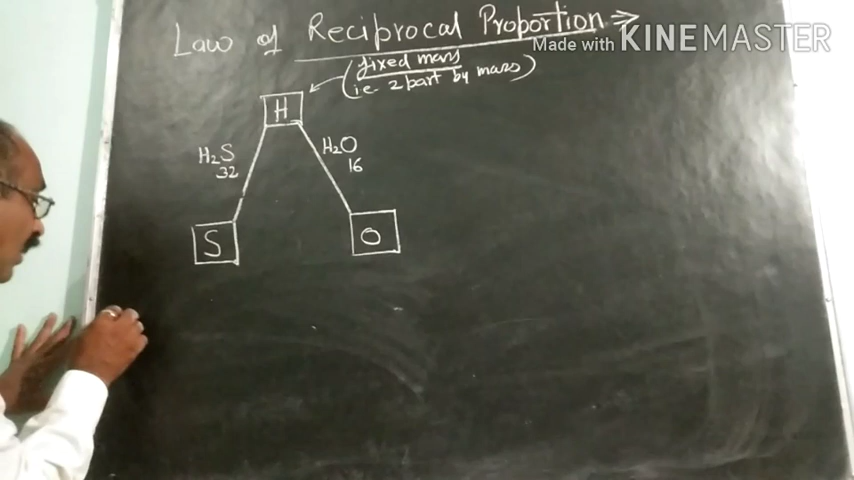 Law of Reciprocal Proportion ⇒
Made with KINEMASTER
(fixed mass
i.e. 2 part by mass)
H
H₂S
32
H₂O
16
S
O